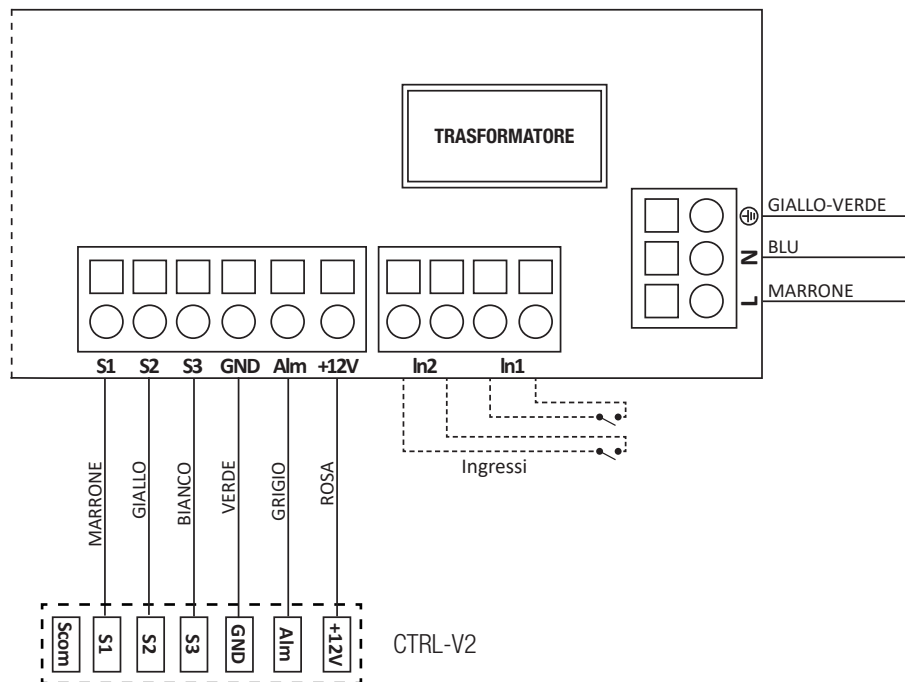 TRASFORMATORE
GIALLO-VERDE
N BLU
L MARRONE
S1 S2 S3 GND Alm +12V In2 In1
Ingressi
MARRONE
GIALLO
BIANCO
VERDE
GRIGIO
ROSA
Scom S1 S2 S3 GND Alm +12V
CTRL-V2